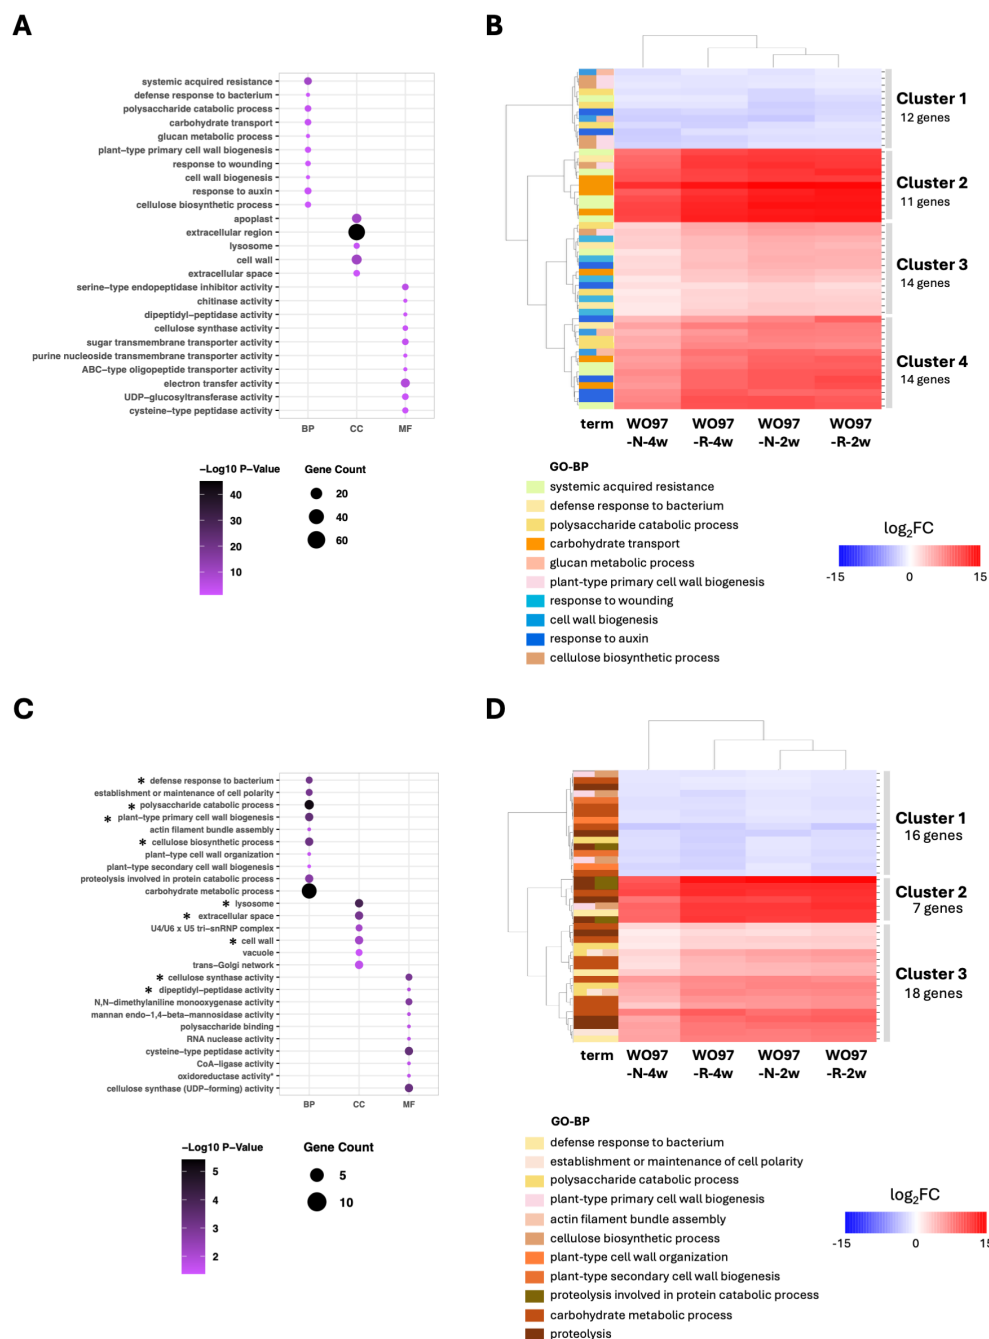 A
systemic acquired resistance
defense response to bacterium
polysaccharide catabolic process
carbohydrate transport
glucan metabolic process
plant-type primary cell wall biogenesis
response to wounding
cell wall biogenesis
response to auxin
cellulose biosynthetic process
apoplast
extracellular region
lysosome
cell wall
extracellular space
serine-type endopeptidase inhibitor activity
chitinase activity
dipeptidyl-peptidase activity
cellulose synthase activity
sugar transmembrane transporter activity
purine nucleoside transmembrane transporter activity
ABC-type oligopeptide transporter activity
electron transfer activity
UDP-glucosyltransferase activity
cysteine-type peptidase activity
BP CC MF
-Log10 P-Value
40
30
20
10
Gene Count
20
40
60
B
Cluster 1
12 genes
Cluster 2
11 genes
Cluster 3
14 genes
Cluster 4
14 genes
term WO97 WO97 WO97 WO97
-N-4w -R-4w -N-2w -R-2w
GO-BP
systemic acquired resistance
defense response to bacterium
polysaccharide catabolic process
carbohydrate transport
glucan metabolic process
plant-type primary cell wall biogenesis
response to wounding
cell wall biogenesis
response to auxin
cellulose biosynthetic process
log2FC
-15 0 15
C
* defense response to bacterium
establishment or maintenance of cell polarity
* polysaccharide catabolic process
* plant-type primary cell wall biogenesis
actin filament bundle assembly
* cellulose biosynthetic process
plant-type cell wall organization
plant-type secondary cell wall biogenesis
proteolysis involved in protein catabolic process
carbohydrate metabolic process
* lysosome
* extracellular space
U4/U6 x U5 tri-snRNP complex
* cell wall
vacuole
trans-Golgi network
* cellulose synthase activity
* dipeptidyl-peptidase activity
N,N-dimethylaniline monooxygenase activity
mannan endo-1,4-beta-mannosidase activity
polysaccharide binding
RNA nuclease activity
cysteine-type peptidase activity
CoA-ligase activity
oxidoreductase activity*
cellulose synthase (UDP-forming) activity
BP CC MF
-Log10 P-Value
5
4
3
2
Gene Count
5
10
D
Cluster 1
16 genes
Cluster 2
7 genes
Cluster 3
18 genes
term WO97 WO97 WO97 WO97
-N-4w -R-4w -N-2w -R-2w
GO-BP
defense response to bacterium
establishment or maintenance of cell polarity
polysaccharide catabolic process
plant-type primary cell wall biogenesis
actin filament bundle assembly
cellulose biosynthetic process
plant-type cell wall organization
plant-type secondary cell wall biogenesis
proteolysis involved in protein catabolic process
carbohydrate metabolic process
proteolysis
log2FC
-15 0 15